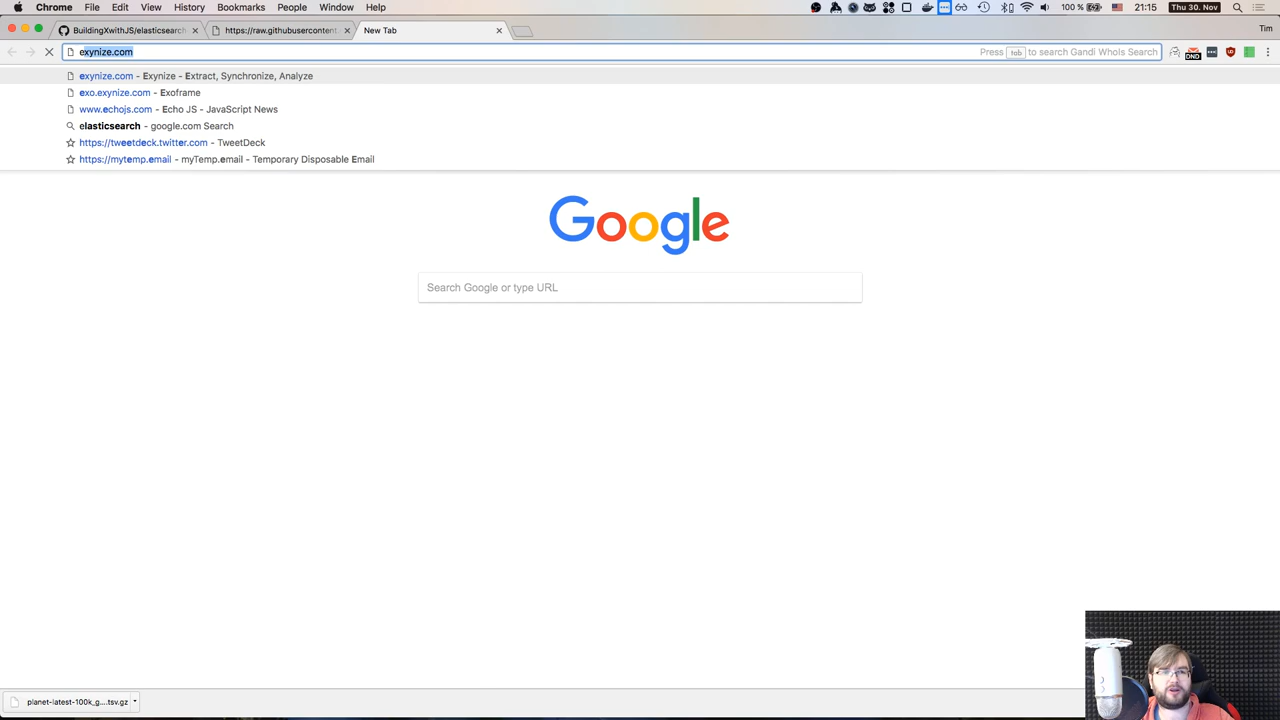 Chrome File Edit View History Bookmarks People Window Help 100 % Thu 30. Nov 21:15
BuildingXwithJS/elasticsearch × https://raw.githubusercontent. × New Tab × Tim
exynize.com Press tab to search Gandi WhoIs Search DND
exynize.com - Exynize - Extract, Synchronize, Analyze
exo.exynize.com - Exoframe
www.echojs.com - Echo JS - JavaScript News
elasticsearch - google.com Search
https://tweetdeck.twitter.com - TweetDeck
https://mytemp.email - myTemp.email - Temporary Disposable Email
Google
Search Google or type URL
planet-latest-100k_g....tsv.gz